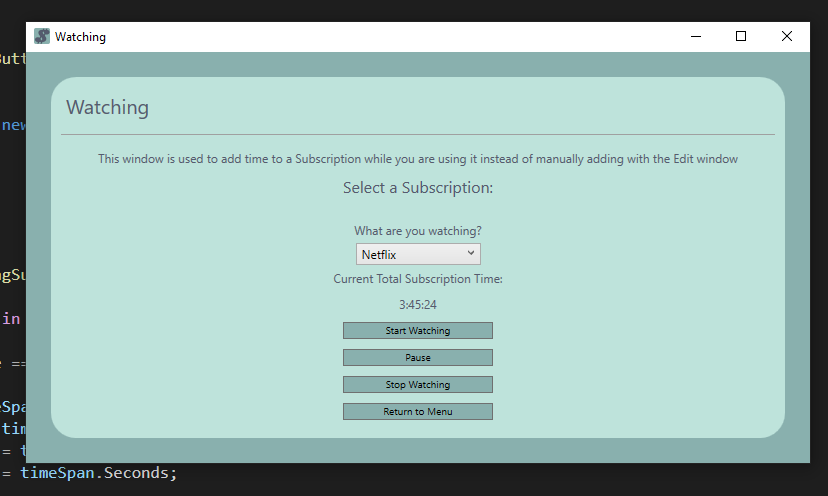 Watching
Butt
new
Watching
This window is used to add time to a Subscription while you are using it instead of manually adding with the Edit window
Select a Subscription:
What are you watching?
Netflix
ngSu
Current Total Subscription Time:
3:45:24
in
Start Watching
Pause
==
Stop Watching
eSpa
Return to Menu
tim
= t
= timeSpan.Seconds;